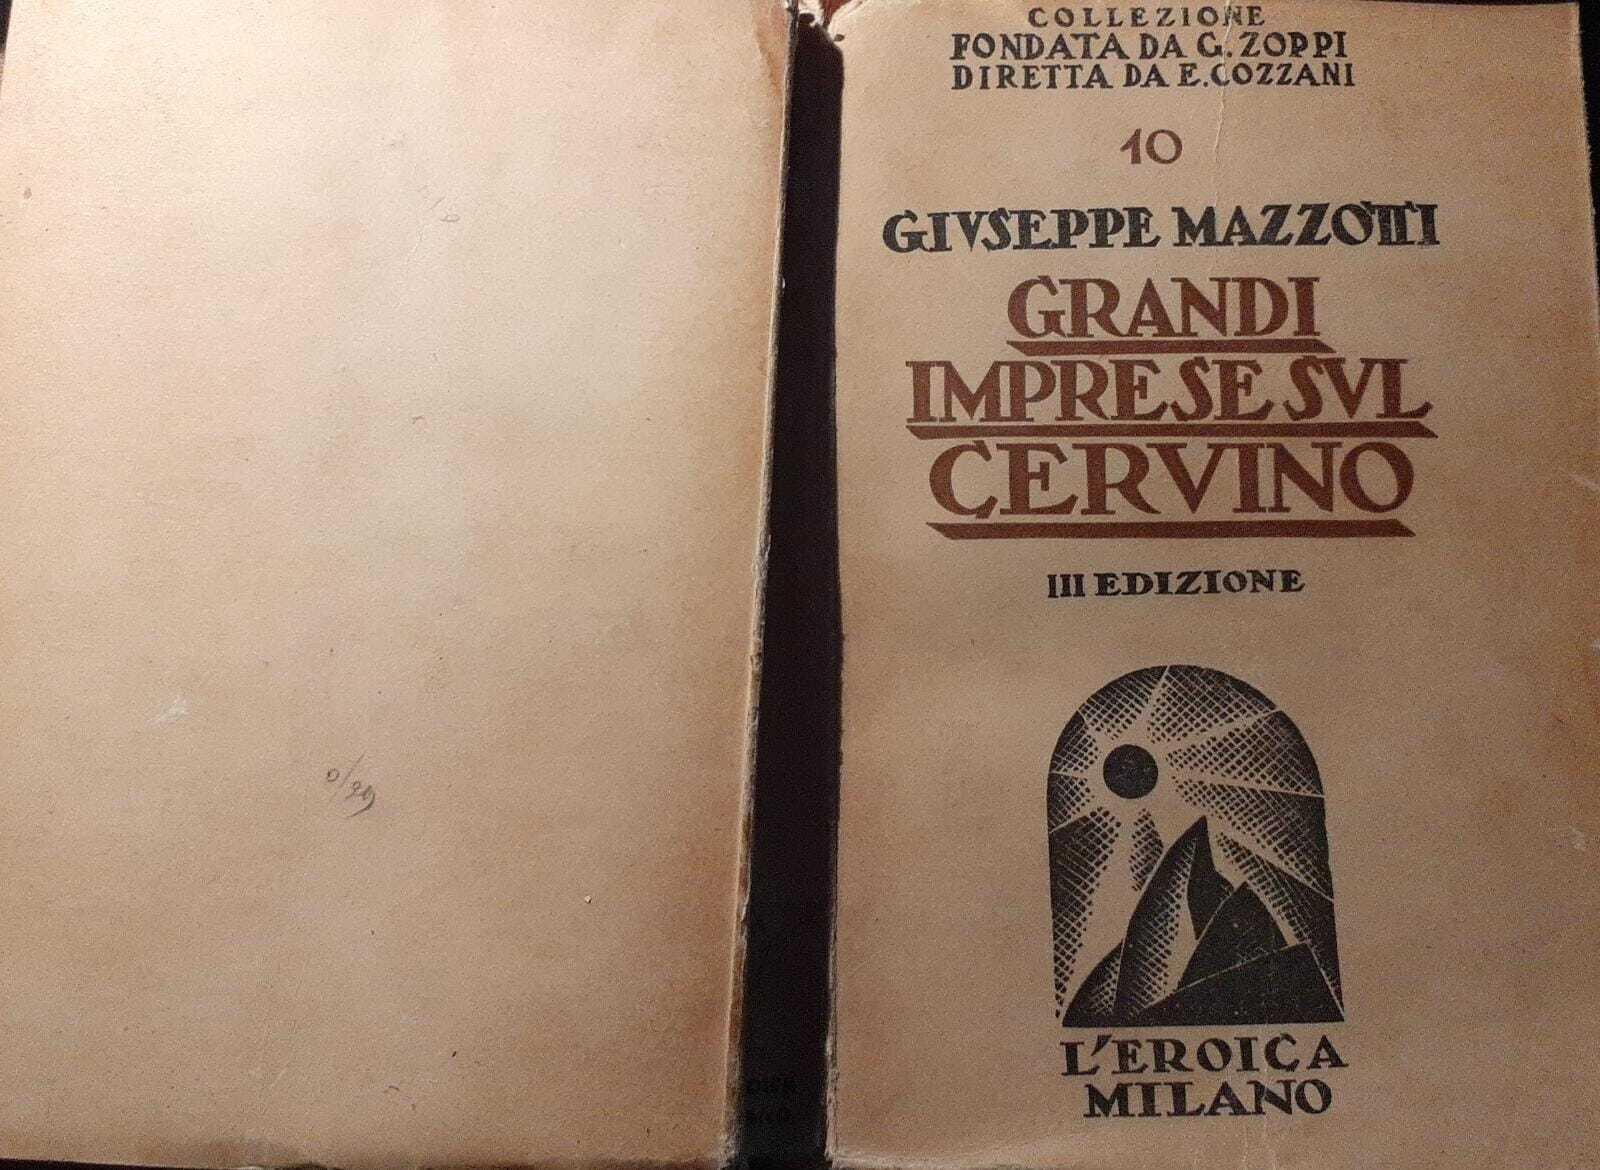 COLLEZIONE
FONDATA DA G. ZOPPI
DIRETTA DA E. COZZANI
10
GIVSEPPE MAZZOTTI
GRANDI
IMPRESE SVL
CERVINO
III EDIZIONE
L'EROICA
MILANO